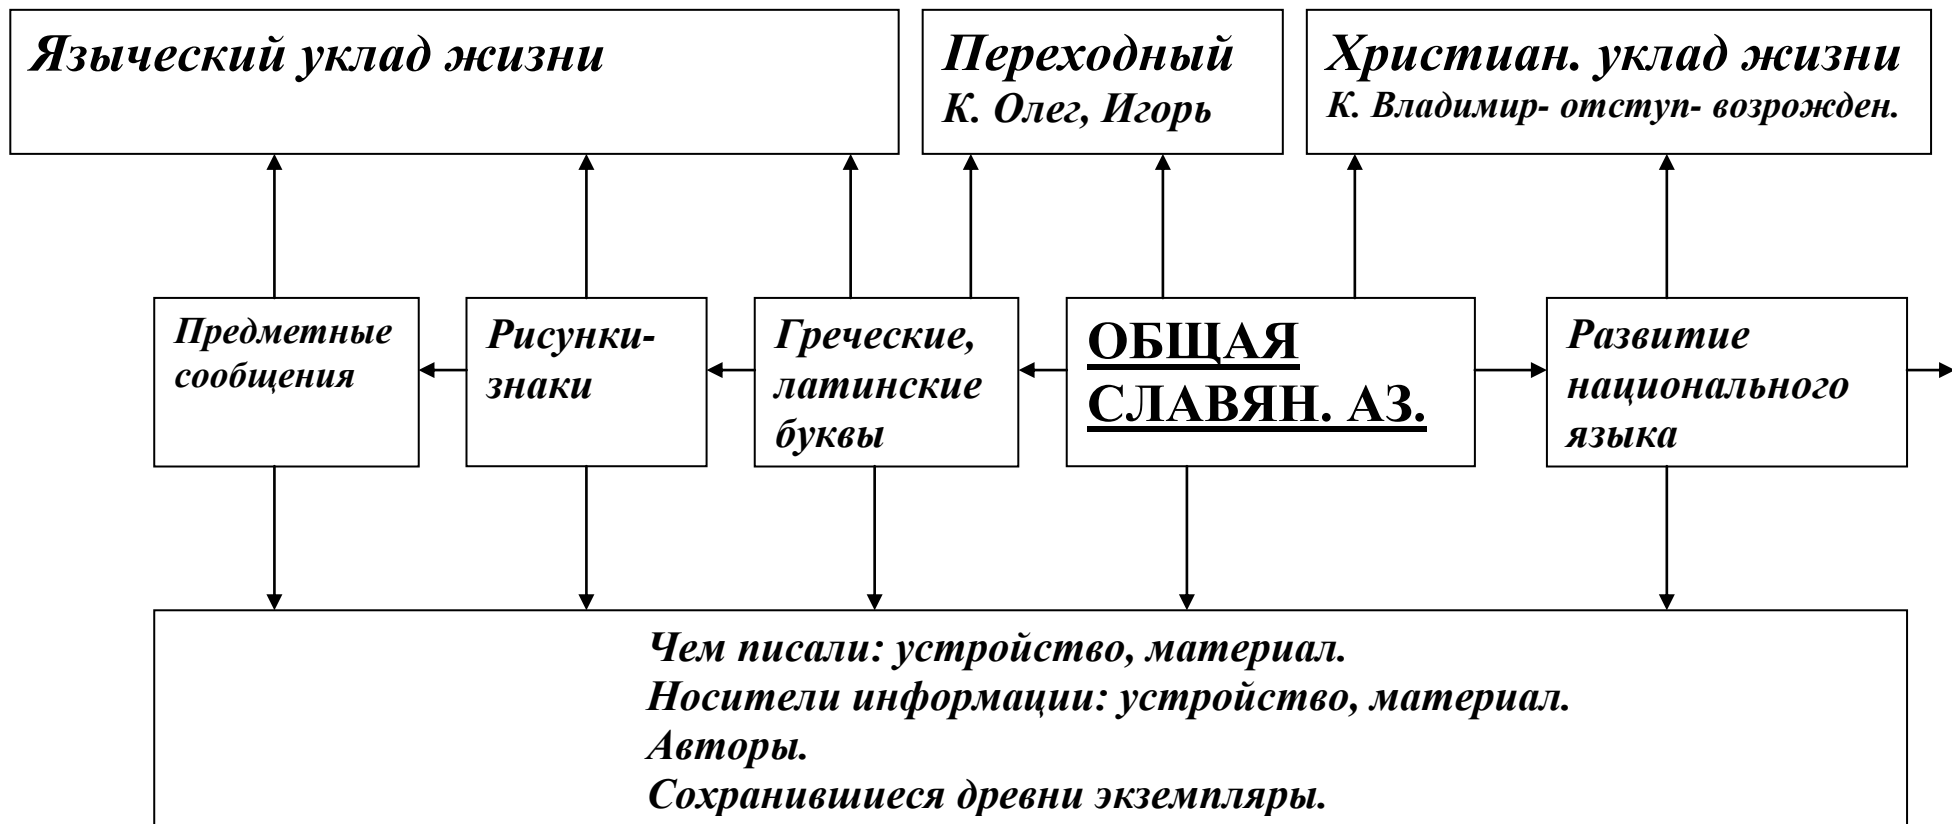 Языческий уклад жизни
Переходный
К. Олег, Игорь
Христиан. уклад жизни
К. Владимир- отступ- возрожден.
Предметные
сообщения
Рисунки-
знаки
Греческие,
латинские
буквы
ОБЩАЯ
СЛАВЯН. АЗ.
Развитие
национального
языка
Чем писали: устройство, материал.
Носители информации: устройство, материал.
Авторы.
Сохранившиеся древни экземпляры.